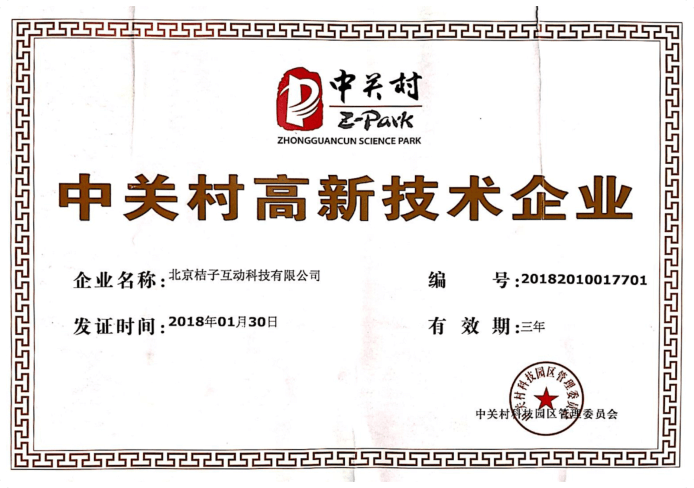 中关村
Z-Park
ZHONGGUANCUN SCIENCE PARK
中关村高新技术企业
企业名称:北京桔子互动科技有限公司
编 号:20182010017701
发证时间:2018年01月30日
有 效 期:三年
中关村科技园区管理委员会
中关村科技园区管理委员会